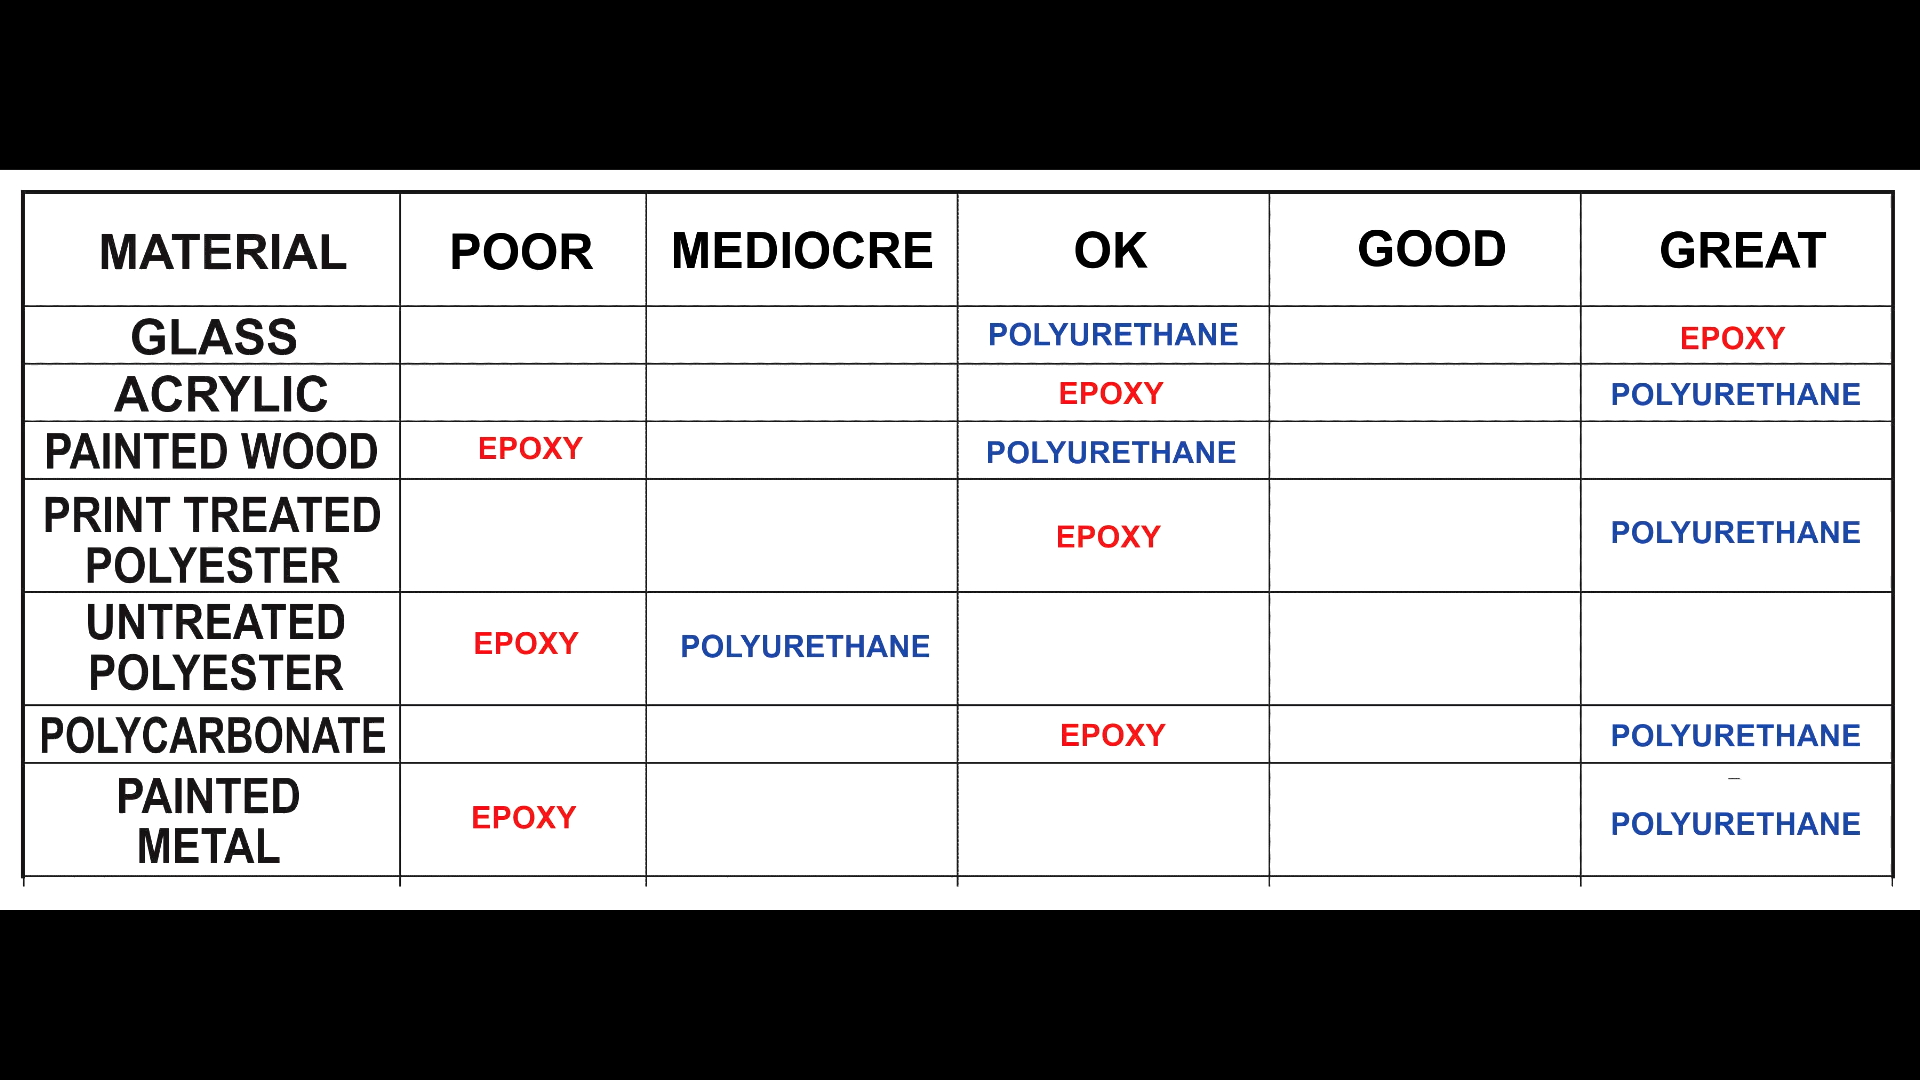 MATERIAL POOR MEDIOCRE OK GOOD GREAT
GLASS POLYURETHANE EPOXY
ACRYLIC EPOXY POLYURETHANE
PAINTED WOOD EPOXY POLYURETHANE
PRINT TREATED
POLYESTER EPOXY POLYURETHANE
UNTREATED
POLYESTER EPOXY POLYURETHANE
POLYCARBONATE EPOXY POLYURETHANE
PAINTED
METAL EPOXY POLYURETHANE